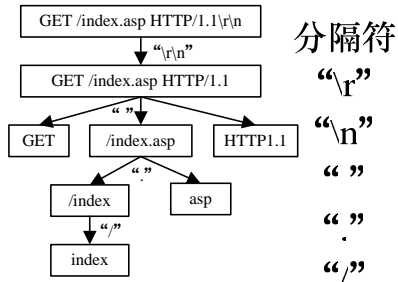 GET /index.asp HTTP/1.1\r\n
分隔符
“\r\n”
GET /index.asp HTTP/1.1
“\r”
“ ”
“\n”
GET
/index.asp
HTTP1.1
“.”
“ ”
/index
asp
“.”
“/”
index
“/”